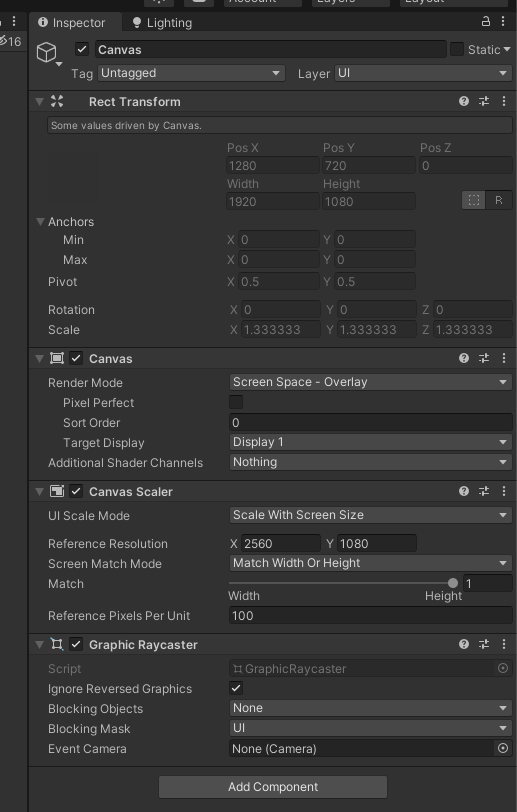 Account
Layers
Layout
Inspector Lighting
16
Canvas Static
Tag Untagged Layer UI
Rect Transform
Some values driven by Canvas.
Pos X Pos Y Pos Z
1280 720 0
Width Height
1920 1080
R
Anchors
Min X 0 Y 0
Max X 0 Y 0
Pivot X 0.5 Y 0.5
Rotation X 0 Y 0 Z 0
Scale X 1.333333 Y 1.333333 Z 1.333333
Canvas
Render Mode Screen Space - Overlay
Pixel Perfect
Sort Order 0
Target Display Display 1
Additional Shader Channels Nothing
Canvas Scaler
UI Scale Mode Scale With Screen Size
Reference Resolution X 2560 Y 1080
Screen Match Mode Match Width Or Height
Match 1
Width Height
Reference Pixels Per Unit 100
Graphic Raycaster
Script GraphicRaycaster
Ignore Reversed Graphics
Blocking Objects None
Blocking Mask UI
Event Camera None (Camera)
Add Component